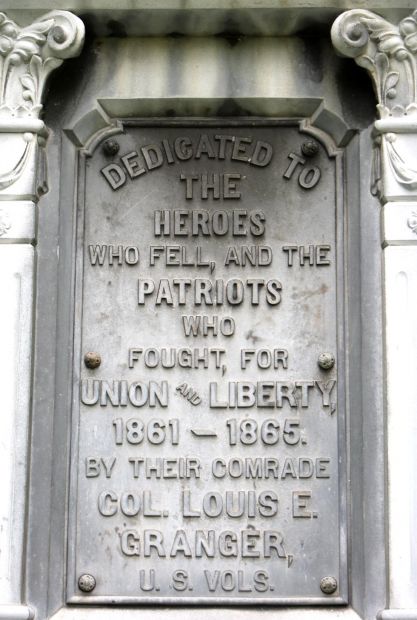 DEDICATED TO
THE
HEROES
WHO FELL, AND THE
PATRIOTS
WHO
FOUGHT, FOR
UNION AND LIBERTY,
1861 — 1865.
BY THEIR COMRADE
COL. LOUIS E.
GRANGER,
U. S. VOLS.